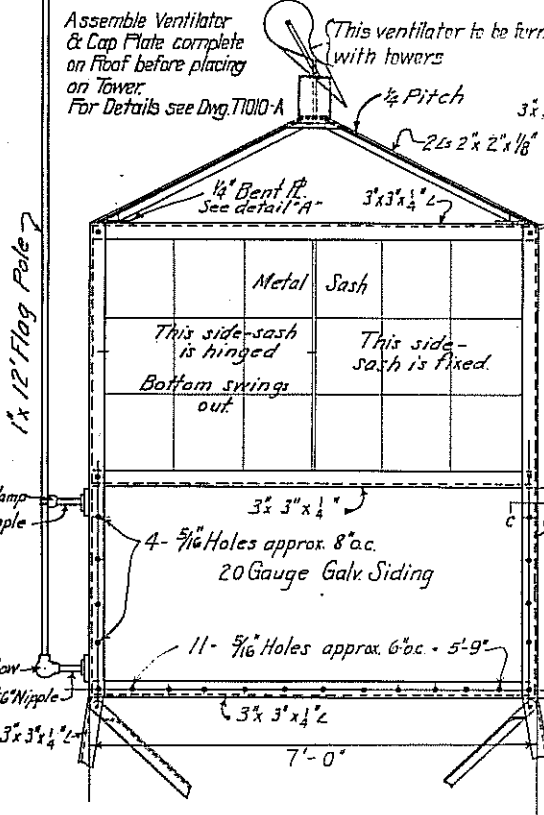 Assemble Ventilator
& Cap Plate complete
on Roof before placing
on Tower.
For Details see Dwg. T1010-A
This ventilator to be furn
with towers
1/4 Pitch
3"x
2Ls 2" x 2" x 1/8"
1/4" Bent Pl.
See detail "A"
3"x3"x1/4" L
1"x 12' Flag Pole
Metal Sash
This side-sash
is hinged
Bottom swings
out.
This side-
sash is fixed.
3"x 3"x 1/4"
C
4- 5/16" Holes approx. 8" o.c.
20 Gauge Galv. Siding
11- 5/16" Holes approx. 6" o.c. - 5'-9"
6" Nipple
3"x 3"x 1/4" L
3"x 3"x 1/4" L
7'-0"